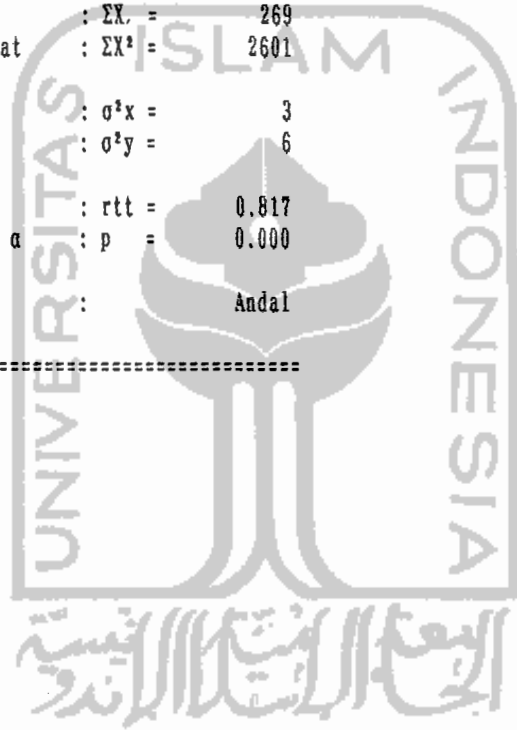 : ΣX, = 269
at : ΣX² = 2601
: σ²x = 3
: σ²y = 6
: rtt = 0.817
α : p = 0.000
: Andal
==============================
ISLAM
UNIVERSITAS
INDONESIA